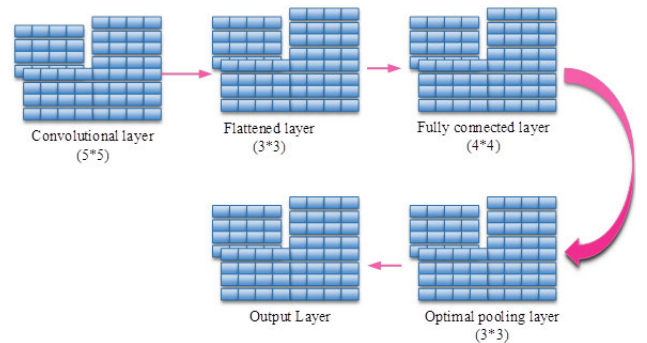 Convolutional layer
(5*5)
Flattened layer
(3*3)
Fully connected layer
(4*4)
Output Layer
Optimal pooling layer
(3*3)